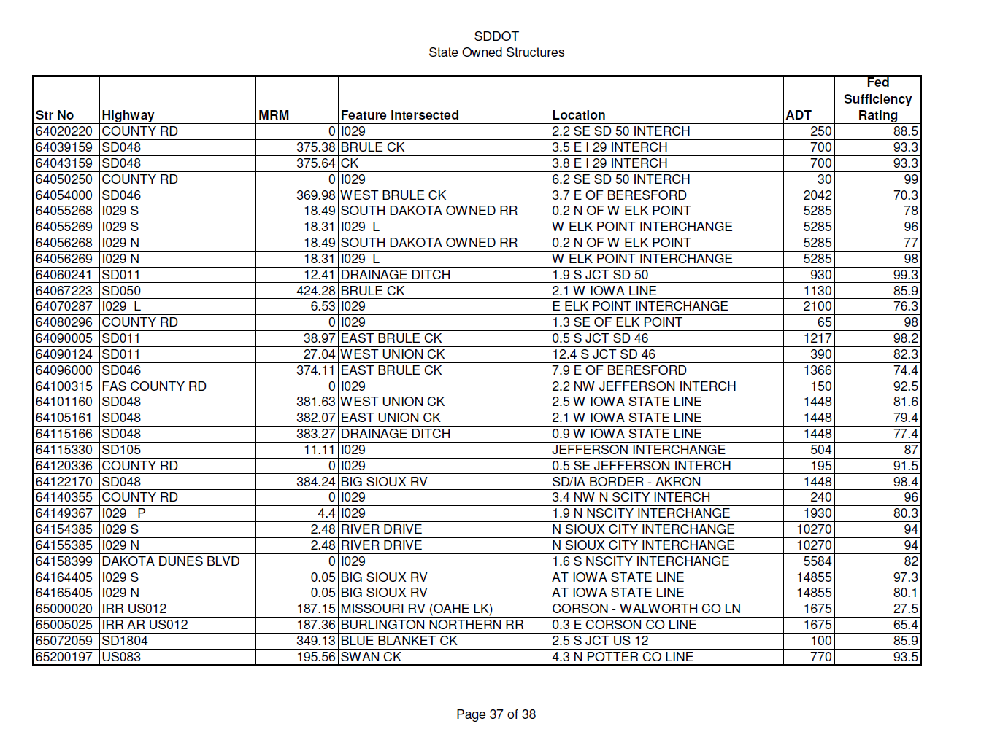 SDDOT
State Owned Structures
Str No Highway MRM Feature Intersected Location ADT Fed Sufficiency Rating
64020220 COUNTY RD 0 I029 2.2 SE SD 50 INTERCH 250 88.5
64039159 SD048 375.38 BRULE CK 3.5 E I 29 INTERCH 700 93.3
64043159 SD048 375.64 CK 3.8 E I 29 INTERCH 700 93.3
64050250 COUNTY RD 0 I029 6.2 SE SD 50 INTERCH 30 99
64054000 SD046 369.98 WEST BRULE CK 3.7 E OF BERESFORD 2042 70.3
64055268 I029 S 18.49 SOUTH DAKOTA OWNED RR 0.2 N OF W ELK POINT 5285 78
64055269 I029 S 18.31 I029 L W ELK POINT INTERCHANGE 5285 96
64056268 I029 N 18.49 SOUTH DAKOTA OWNED RR 0.2 N OF W ELK POINT 5285 77
64056269 I029 N 18.31 I029 L W ELK POINT INTERCHANGE 5285 98
64060241 SD011 12.41 DRAINAGE DITCH 1.9 S JCT SD 50 930 99.3
64067223 SD050 424.28 BRULE CK 2.1 W IOWA LINE 1130 85.9
64070287 I029 L 6.53 I029 E ELK POINT INTERCHANGE 2100 76.3
64080296 COUNTY RD 0 I029 1.3 SE OF ELK POINT 65 98
64090005 SD011 38.97 EAST BRULE CK 0.5 S JCT SD 46 1217 98.2
64090124 SD011 27.04 WEST UNION CK 12.4 S JCT SD 46 390 82.3
64096000 SD046 374.11 EAST BRULE CK 7.9 E OF BERESFORD 1366 74.4
64100315 FAS COUNTY RD 0 I029 2.2 NW JEFFERSON INTERCH 150 92.5
64101160 SD048 381.63 WEST UNION CK 2.5 W IOWA STATE LINE 1448 81.6
64105161 SD048 382.07 EAST UNION CK 2.1 W IOWA STATE LINE 1448 79.4
64115166 SD048 383.27 DRAINAGE DITCH 0.9 W IOWA STATE LINE 1448 77.4
64115330 SD105 11.11 I029 JEFFERSON INTERCHANGE 504 87
64120336 COUNTY RD 0 I029 0.5 SE JEFFERSON INTERCH 195 91.5
64122170 SD048 384.24 BIG SIOUX RV SD/IA BORDER - AKRON 1448 98.4
64140355 COUNTY RD 0 I029 3.4 NW N SCITY INTERCH 240 96
64149367 I029 P 4.4 I029 1.9 N NSCITY INTERCHANGE 1930 80.3
64154385 I029 S 2.48 RIVER DRIVE N SIOUX CITY INTERCHANGE 10270 94
64155385 I029 N 2.48 RIVER DRIVE N SIOUX CITY INTERCHANGE 10270 94
64158399 DAKOTA DUNES BLVD 0 I029 1.6 S NSCITY INTERCHANGE 5584 82
64164405 I029 S 0.05 BIG SIOUX RV AT IOWA STATE LINE 14855 97.3
64165405 I029 N 0.05 BIG SIOUX RV AT IOWA STATE LINE 14855 80.1
65000020 IRR US012 187.15 MISSOURI RV (OAHE LK) CORSON - WALWORTH CO LN 1675 27.5
65005025 IRR AR US012 187.36 BURLINGTON NORTHERN RR 0.3 E CORSON CO LINE 1675 65.4
65072059 SD1804 349.13 BLUE BLANKET CK 2.5 S JCT US 12 100 85.9
65200197 US083 195.56 SWAN CK 4.3 N POTTER CO LINE 770 93.5
Page 37 of 38